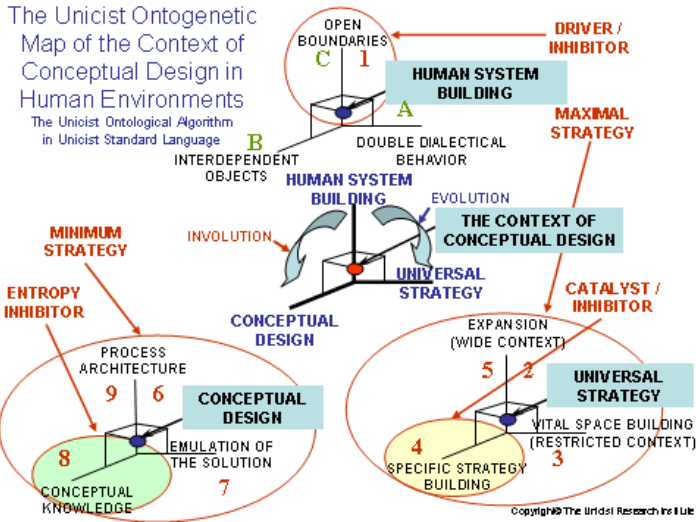 The Unicist Ontogenetic
Map of the Context of
Conceptual Design in
Human Environments
The Unicist Ontological Algorithm
in Unicist Standard Language
OPEN
BOUNDARIES
C 1
DRIVER /
INHIBITOR
HUMAN SYSTEM
BUILDING
A
B
INTERDEPENDENT
OBJECTS
DOUBLE DIALECTICAL
BEHAVIOR
MAXIMAL
STRATEGY
HUMAN SYSTEM
BUILDING
EVOLUTION
INVOLUTION
THE CONTEXT OF
CONCEPTUAL DESIGN
UNIVERSAL
STRATEGY
CONCEPTUAL
DESIGN
MINIMUM
STRATEGY
ENTROPY
INHIBITOR
PROCESS
ARCHITECTURE
9 6
CONCEPTUAL
DESIGN
8
EMULATION OF
THE SOLUTION
7
CONCEPTUAL
KNOWLEDGE
CATALYST /
INHIBITOR
EXPANSION
(WIDE CONTEXT)
5 2
UNIVERSAL
STRATEGY
VITAL SPACE BUILDING
(RESTRICTED CONTEXT)
4
3
SPECIFIC STRATEGY
BUILDING
Copyright© The Unicist Research Institute